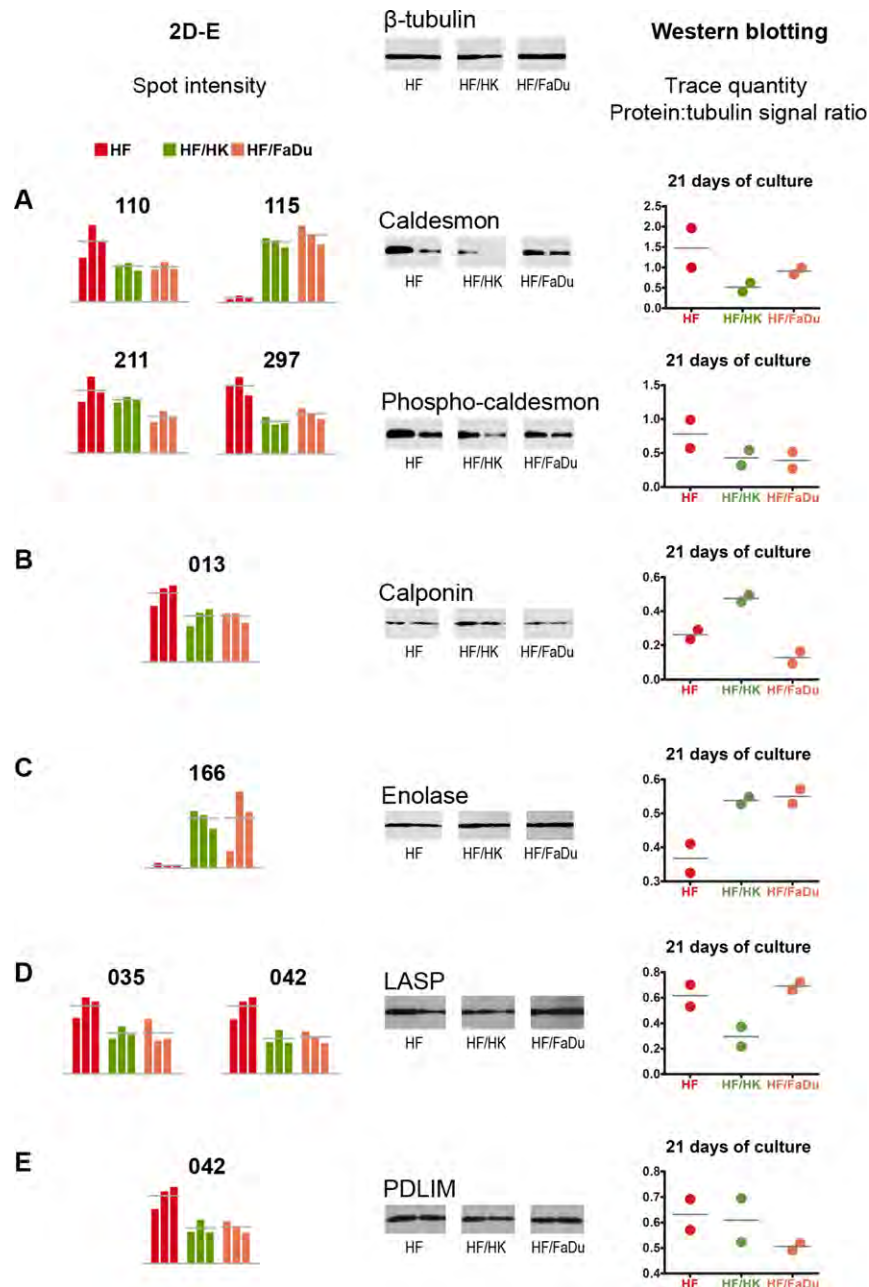 2D-E
Spot intensity
β-tubulin
HF HF/HK HF/FaDu
Western blotting
Trace quantity
Protein:tubulin signal ratio
HF HF/HK HF/FaDu
A
110 115
Caldesmon
HF HF/HK HF/FaDu
21 days of culture
2.5
2.0
1.5
1.0
0.5
0.0
HF HF/HK HF/FaDu
211 297
Phospho-caldesmon
HF HF/HK HF/FaDu
21 days of culture
1.5
1.0
0.5
0.0
HF HF/HK HF/FaDu
B
013
Calponin
HF HF/HK HF/FaDu
21 days of culture
0.6
0.4
0.2
0.0
HF HF/HK HF/FaDu
C
166
Enolase
HF HF/HK HF/FaDu
21 days of culture
0.6
0.5
0.4
0.3
HF HF/HK HF/FaDu
D
035 042
LASP
HF HF/HK HF/FaDu
21 days of culture
0.8
0.6
0.4
0.2
0.0
HF HF/HK HF/FaDu
E
042
PDLIM
HF HF/HK HF/FaDu
21 days of culture
0.8
0.7
0.6
0.5
0.4
HF HF/HK HF/FaDu